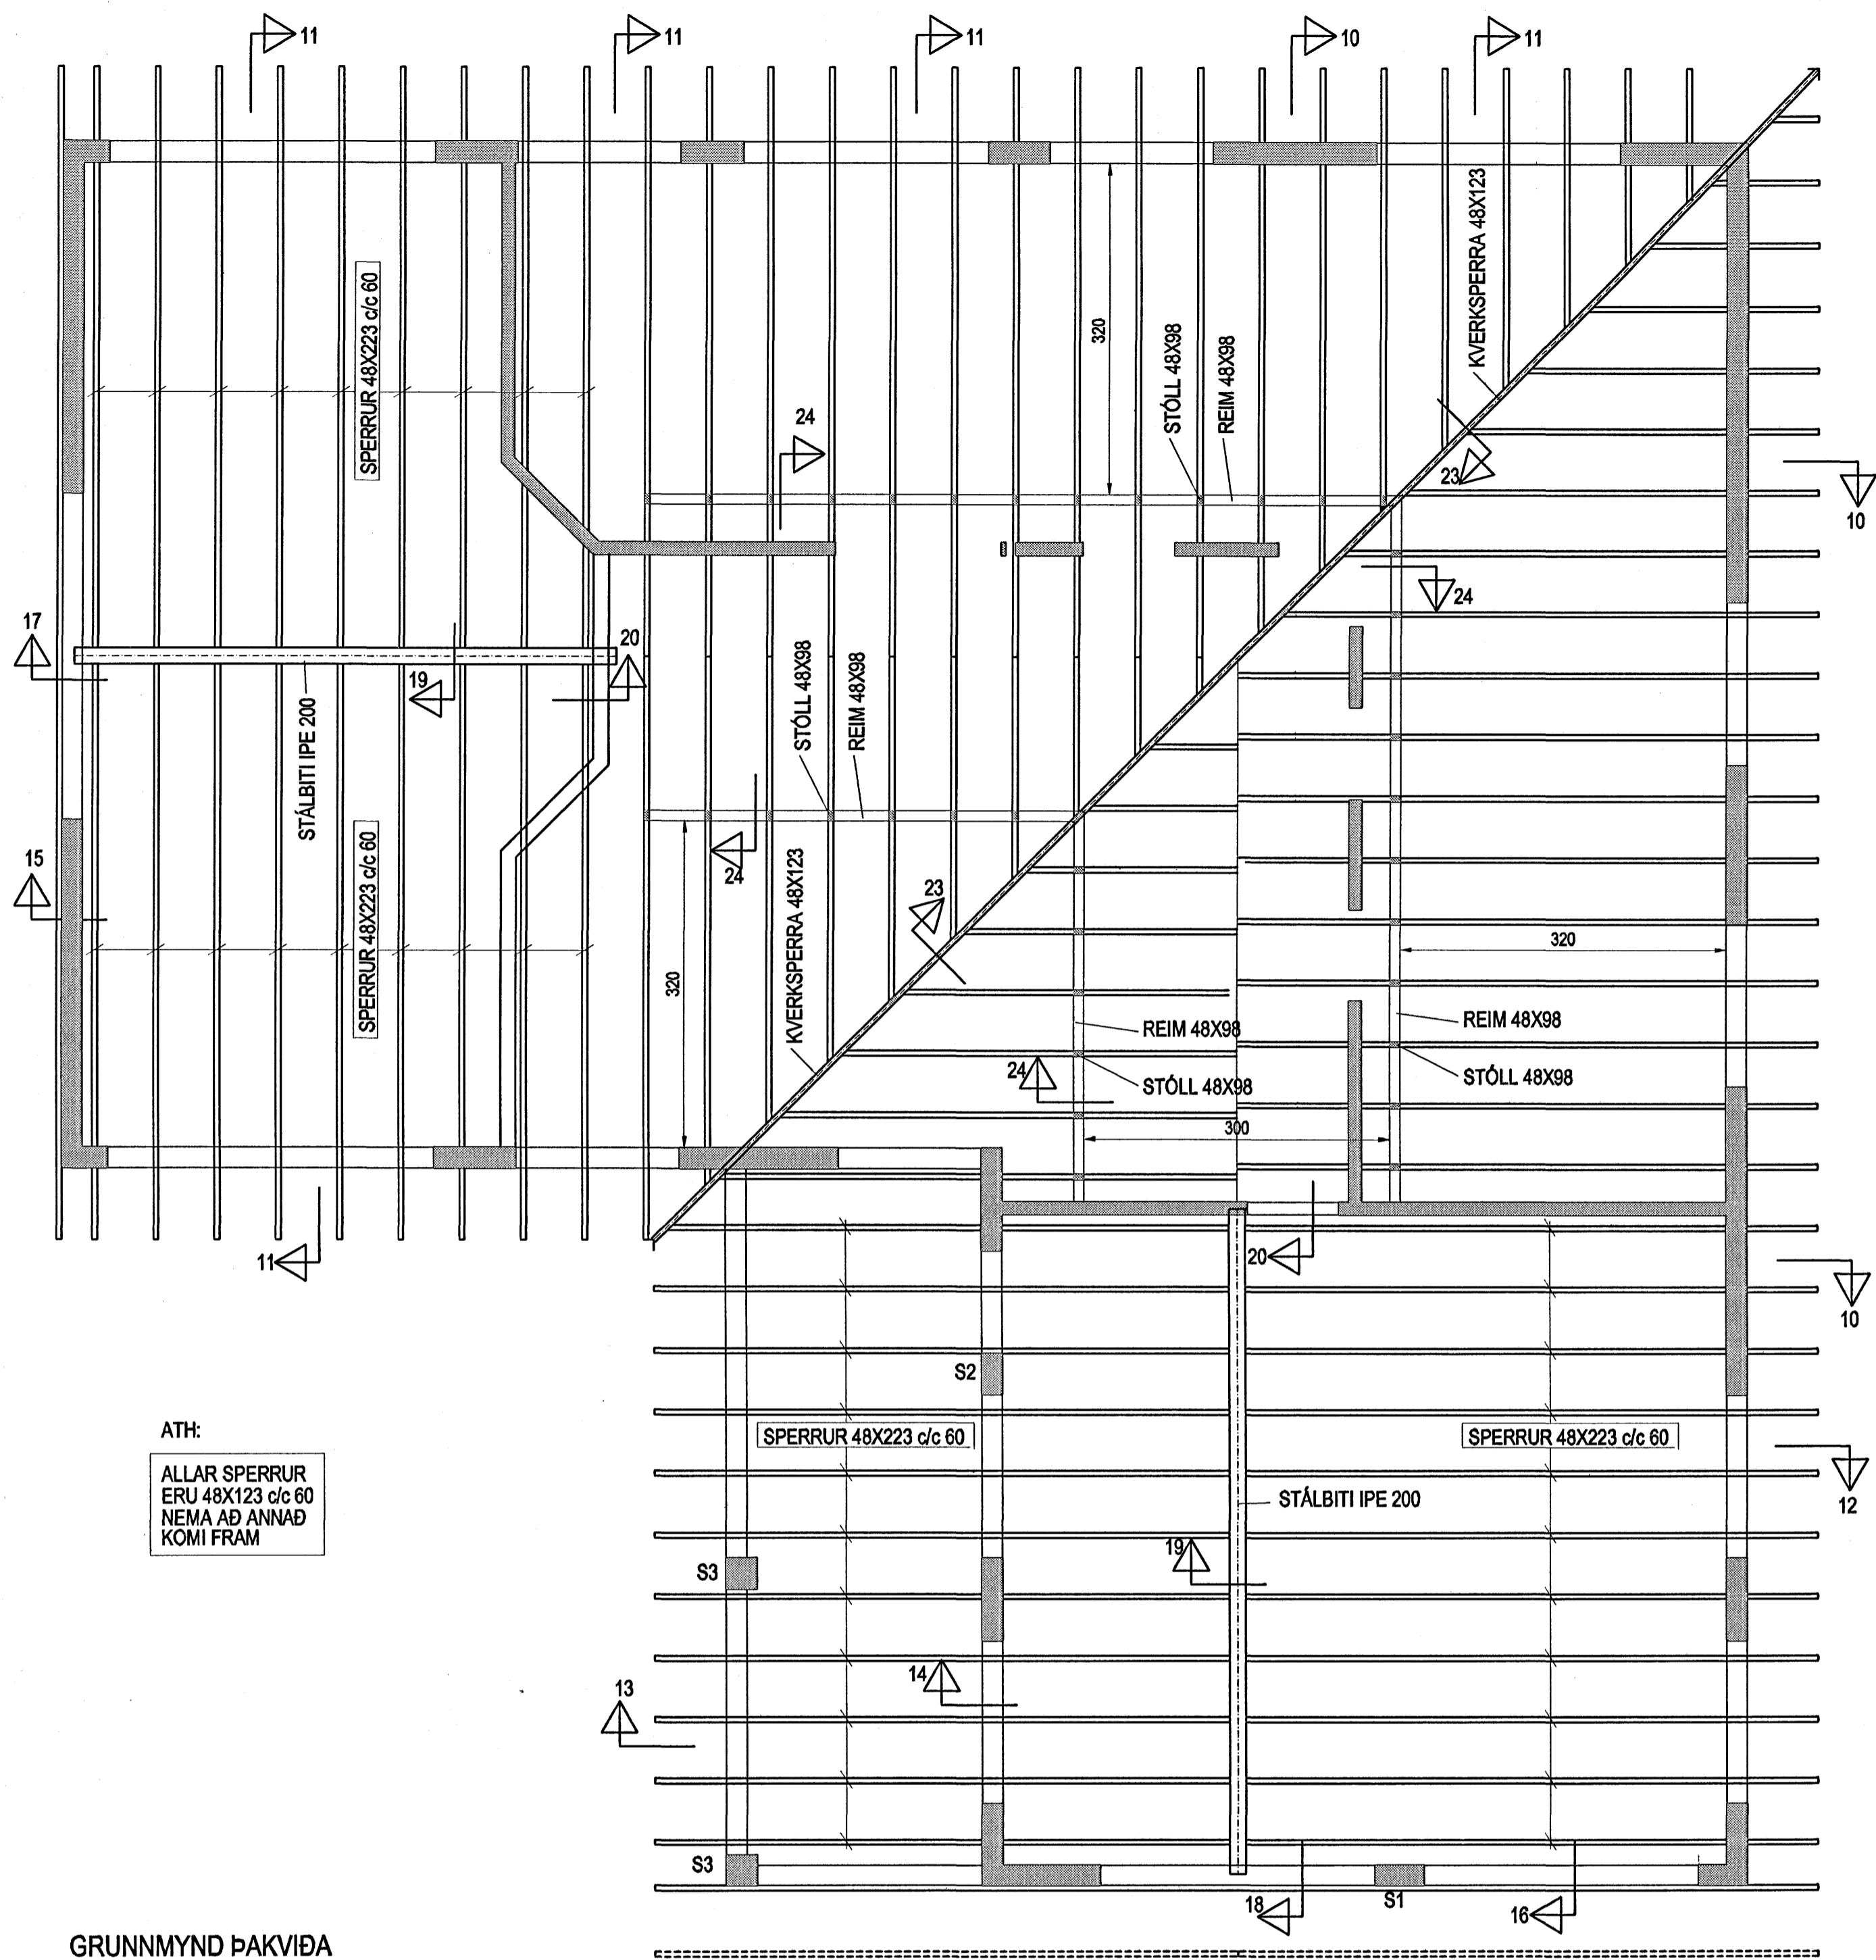 11
11
11
10
11
SPERRUR 48X223 c/c 60
320
STÓLL 48X98
REIM 48X98
KVERKSPERRA 48X123
24
23
10
24
17
20
19
STÁLBITI IPE 200
STÓLL 48X98
REIM 48X98
15
SPERRUR 48X223 c/c 60
24
KVERKSPERRA 48X123
23
320
320
REIM 48X98
REIM 48X98
24
STÓLL 48X98
STÓLL 48X98
300
11
20
10
S2
ATH:
ALLAR SPERRUR
ERU 48X123 c/c 60
NEMA AÐ ANNAÐ
KOMI FRAM
SPERRUR 48X223 c/c 60
SPERRUR 48X223 c/c 60
STÁLBITI IPE 200
12
19
S3
14
13
S3
18
S1
16
GRUNNMYND ÞAKVIÐA